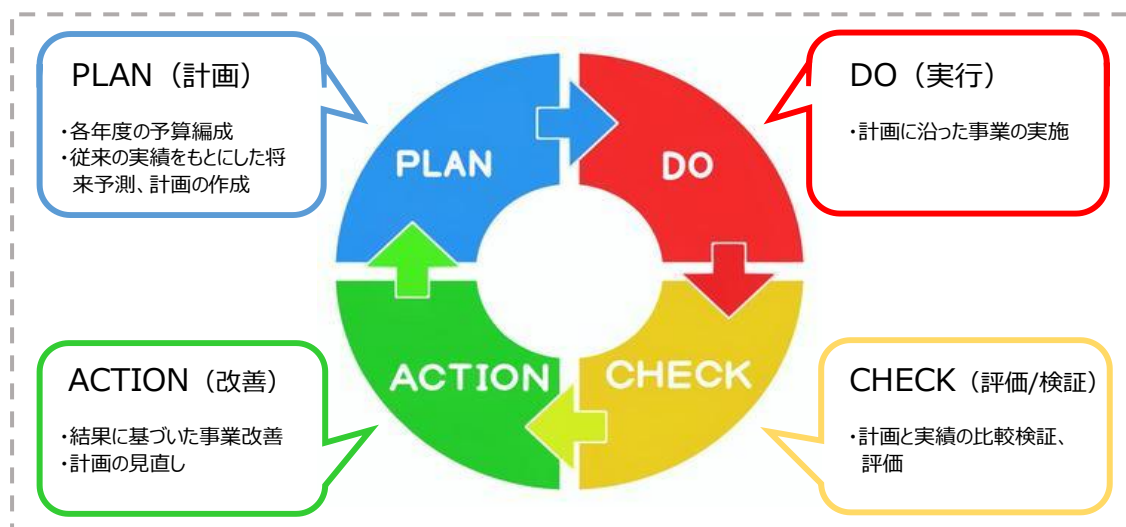 PLAN（計画）
・各年度の予算編成
・従来の実績をもとにした将
来予測、計画の作成
DO（実行）
・計画に沿った事業の実施
PLAN
DO
ACTION
CHECK
ACTION（改善）
・結果に基づいた事業改善
・計画の見直し
CHECK（評価/検証）
・計画と実績の比較検証、
評価